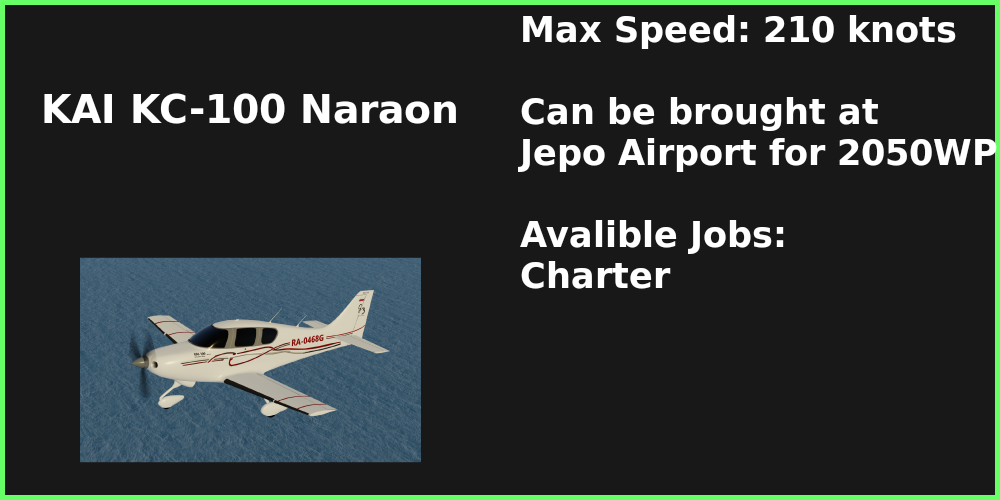 KAI KC-100 Naraon
Max Speed: 210 knots
Can be brought at
Jepo Airport for 2050WP
Avalible Jobs:
Charter
RA-0468G